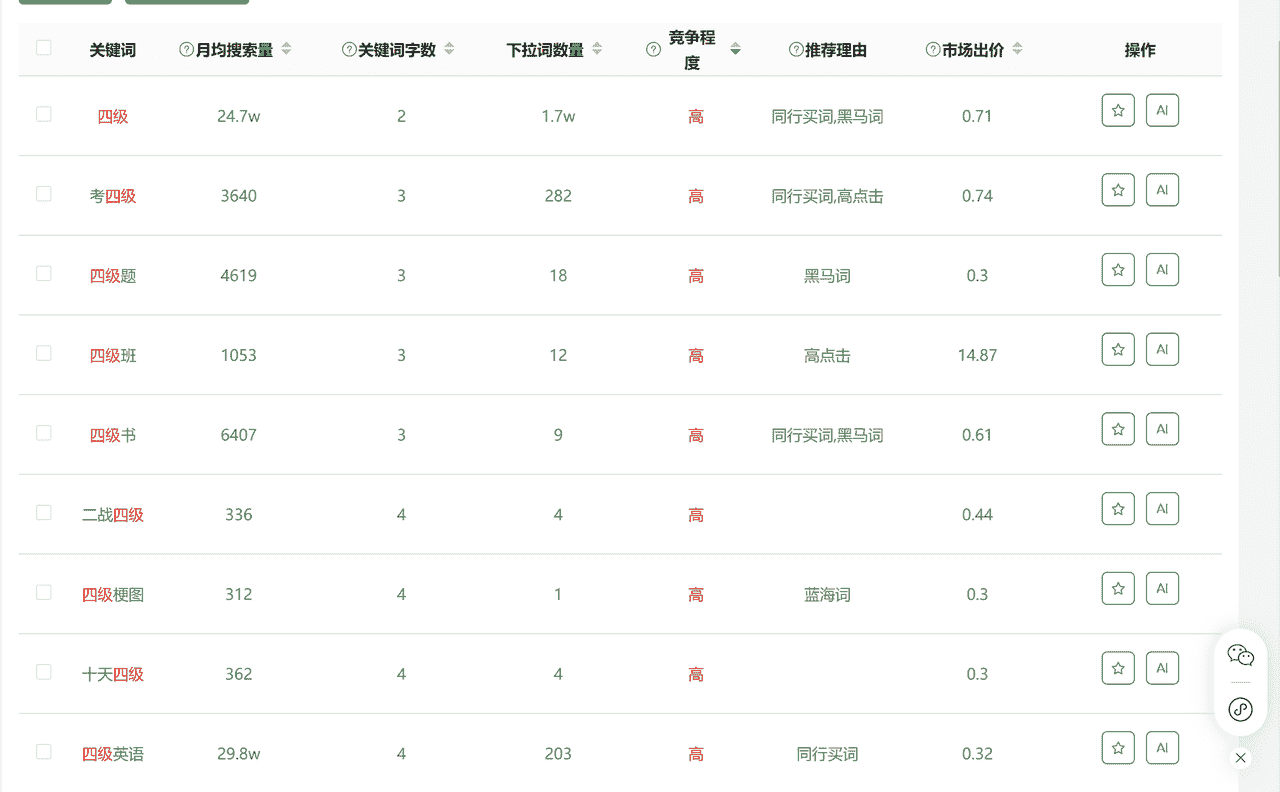 关键词 月均搜索量 关键词字数 下拉词数量 竞争程度 推荐理由 市场出价 操作
四级 24.7w 2 1.7w 高 同行买词,黑马词 0.71 AI
考四级 3640 3 282 高 同行买词,高点击 0.74 AI
四级题 4619 3 18 高 黑马词 0.3 AI
四级班 1053 3 12 高 高点击 14.87 AI
四级书 6407 3 9 高 同行买词,黑马词 0.61 AI
二战四级 336 4 4 高 0.44 AI
四级梗图 312 4 1 高 蓝海词 0.3 AI
十天四级 362 4 4 高 0.3 AI
四级英语 29.8w 4 203 高 同行买词 0.32 AI